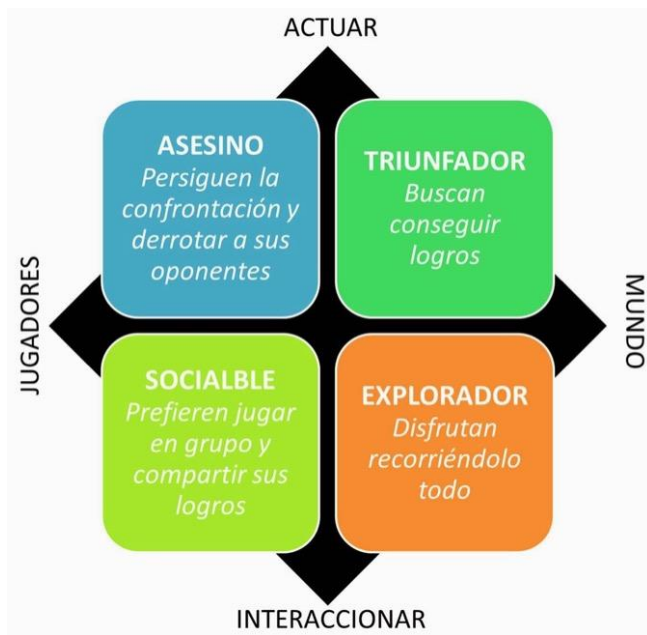 ACTUAR
ASESINO
Persiguen la
confrontación y
derrotar a sus
oponentes
TRIUNFADOR
Buscan
conseguir
logros
JUGADORES
MUNDO
SOCIALBLE
Prefieren jugar
en grupo y
compartir sus
logros
EXPLORADOR
Disfrutan
recorriéndolo
todo
INTERACCIONAR